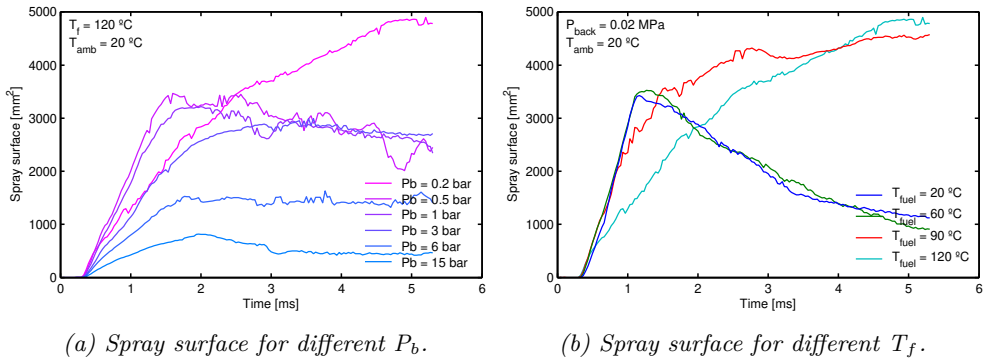 5000
4000
3000
2000
1000
0
Spray surface [mm²]
T_f = 120 ºC
T_amb = 20 ºC
Pb = 0.2 bar
Pb = 0.5 bar
Pb = 1 bar
Pb = 3 bar
Pb = 6 bar
Pb = 15 bar
0 1 2 3 4 5 6
Time [ms]
(a) Spray surface for different P_b.
5000
4000
3000
2000
1000
0
Spray surface [mm²]
P_back = 0.02 MPa
T_amb = 20 ºC
T_fuel = 20 ºC
T_fuel = 60 ºC
T_fuel = 90 ºC
T_fuel = 120 ºC
0 1 2 3 4 5 6
Time [ms]
(b) Spray surface for different T_f.